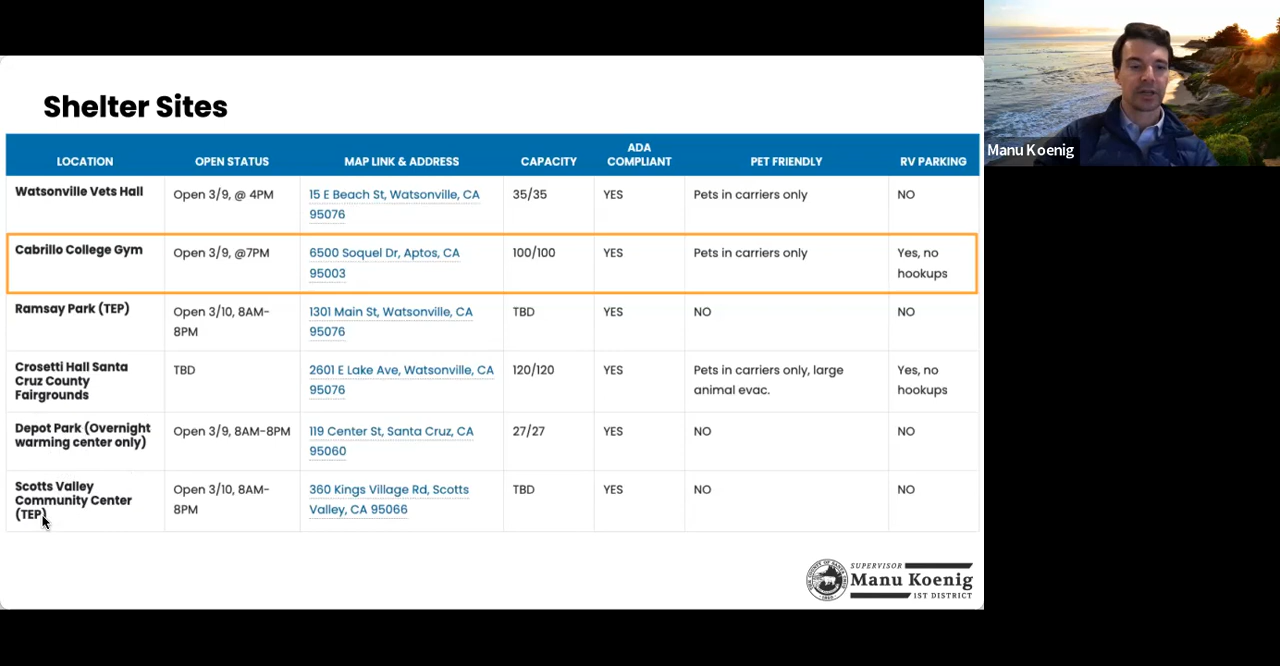 Shelter Sites
LOCATION OPEN STATUS MAP LINK & ADDRESS CAPACITY ADA COMPLIANT PET FRIENDLY RV PARKING
Watsonville Vets Hall
Open 3/9, @ 4PM
15 E Beach St, Watsonville, CA
95076
35/35
YES
Pets in carriers only
NO
Cabrillo College Gym
Open 3/9, @7PM
6500 Soquel Dr, Aptos, CA
95003
100/100
YES
Pets in carriers only
Yes, no
hookups
Ramsay Park (TEP)
Open 3/10, 8AM-
8PM
1301 Main St, Watsonville, CA
95076
TBD
YES
NO
NO
Crosetti Hall Santa
Cruz County
Fairgrounds
TBD
2601 E Lake Ave, Watsonville, CA
95076
120/120
YES
Pets in carriers only, large
animal evac.
Yes, no
hookups
Depot Park (Overnight
warming center only)
Open 3/9, 8AM-8PM
119 Center St, Santa Cruz, CA
95060
27/27
YES
NO
NO
Scotts Valley
Community Center
(TEP)
Open 3/10, 8AM-
8PM
360 Kings Village Rd, Scotts
Valley, CA 95066
TBD
YES
NO
NO
SUPERVISOR
Manu Koenig
1ST DISTRICT
Manu Koenig